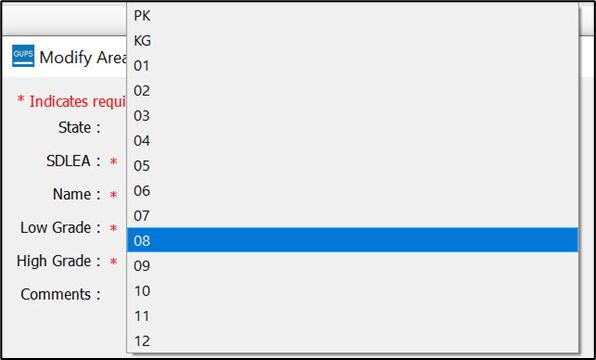 GUPS
Modify Area
* Indicates requi
State :
SDLEA : *
Name : *
Low Grade : *
High Grade : *
Comments :
PK
KG
01
02
03
04
05
06
07
08
09
10
11
12